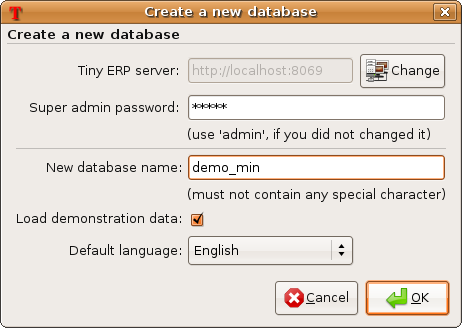 Create a new database
Create a new database
Tiny ERP server: http://localhost:8069 Change
Super admin password: *****
(use 'admin', if you did not changed it)
New database name: demo_min
(must not contain any special character)
Load demonstration data:
Default language: English
Cancel OK